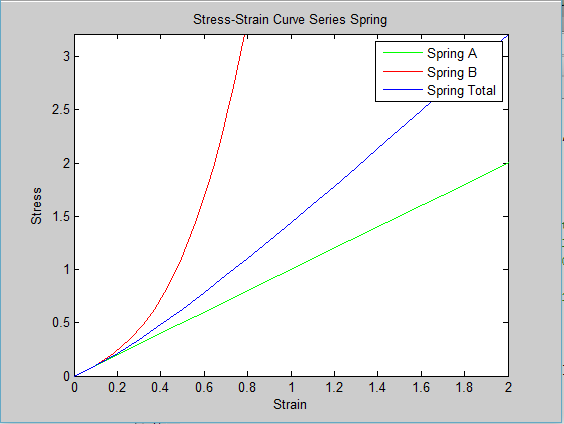 Stress-Strain Curve Series Spring
Spring A
Spring B
Spring Total
3
2.5
2
1.5
1
0.5
0
Stress
0 0.2 0.4 0.6 0.8 1 1.2 1.4 1.6 1.8 2
Strain